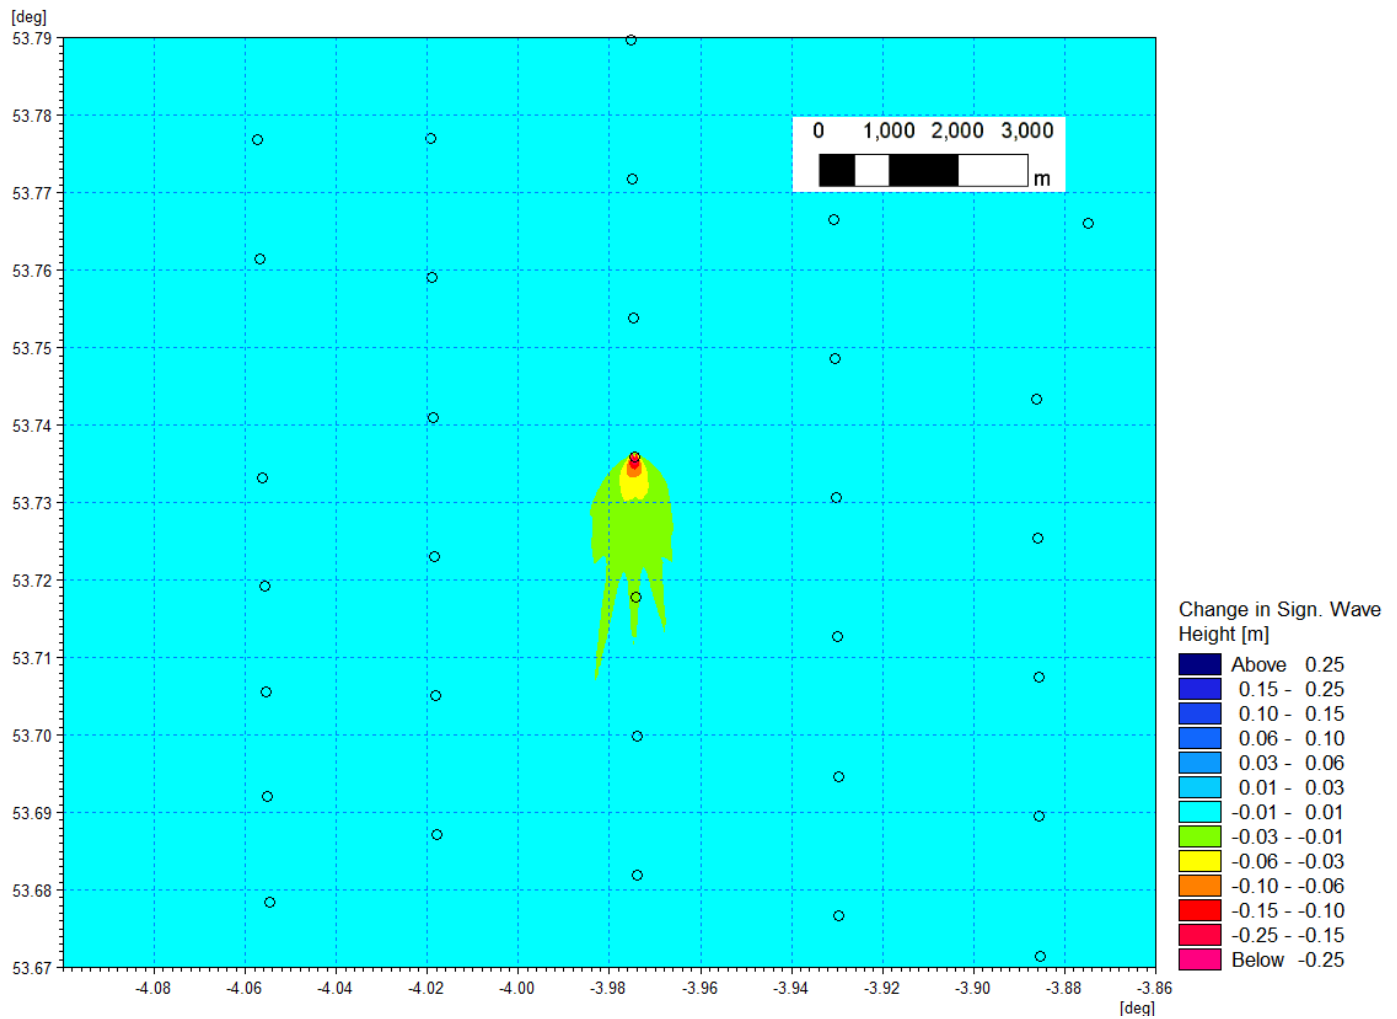 [deg]
53.79
53.78
53.77
53.76
53.75
53.74
53.73
53.72
53.71
53.70
53.69
53.68
53.67
0 1,000 2,000 3,000
m
-4.08 -4.06 -4.04 -4.02 -4.00 -3.98 -3.96 -3.94 -3.92 -3.90 -3.88 -3.86
[deg]
Change in Sign. Wave
Height [m]
Above 0.25
0.15 - 0.25
0.10 - 0.15
0.06 - 0.10
0.03 - 0.06
0.01 - 0.03
-0.01 - 0.01
-0.03 - -0.01
-0.06 - -0.03
-0.10 - -0.06
-0.15 - -0.10
-0.25 - -0.15
Below -0.25